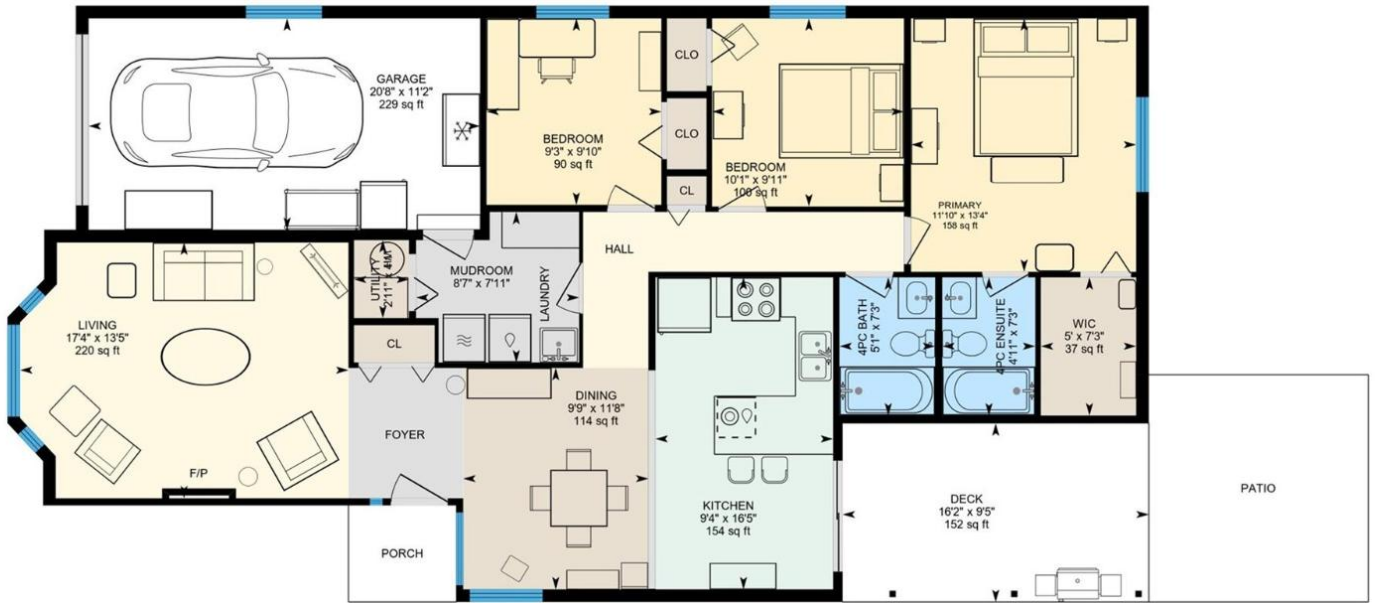 GARAGE
20'8" x 11'2"
229 sq ft
BEDROOM
9'3" x 9'10"
90 sq ft
CLO
CLO
CL
BEDROOM
10'1" x 9'11"
100 sq ft
PRIMARY
11'10" x 13'4"
158 sq ft
HALL
LIVING
17'4" x 13'5"
220 sq ft
F/P
UTILITY
2'11" x
CL
MUDROOM
8'7" x 7'11"
LAUNDRY
FOYER
PORCH
DINING
9'9" x 11'8"
114 sq ft
KITCHEN
9'4" x 16'5"
154 sq ft
4PC BATH
5'1" x 7'3"
4PC ENSUITE
4'11" x 7'3"
WIC
5' x 7'3"
37 sq ft
DECK
16'2" x 9'5"
152 sq ft
PATIO